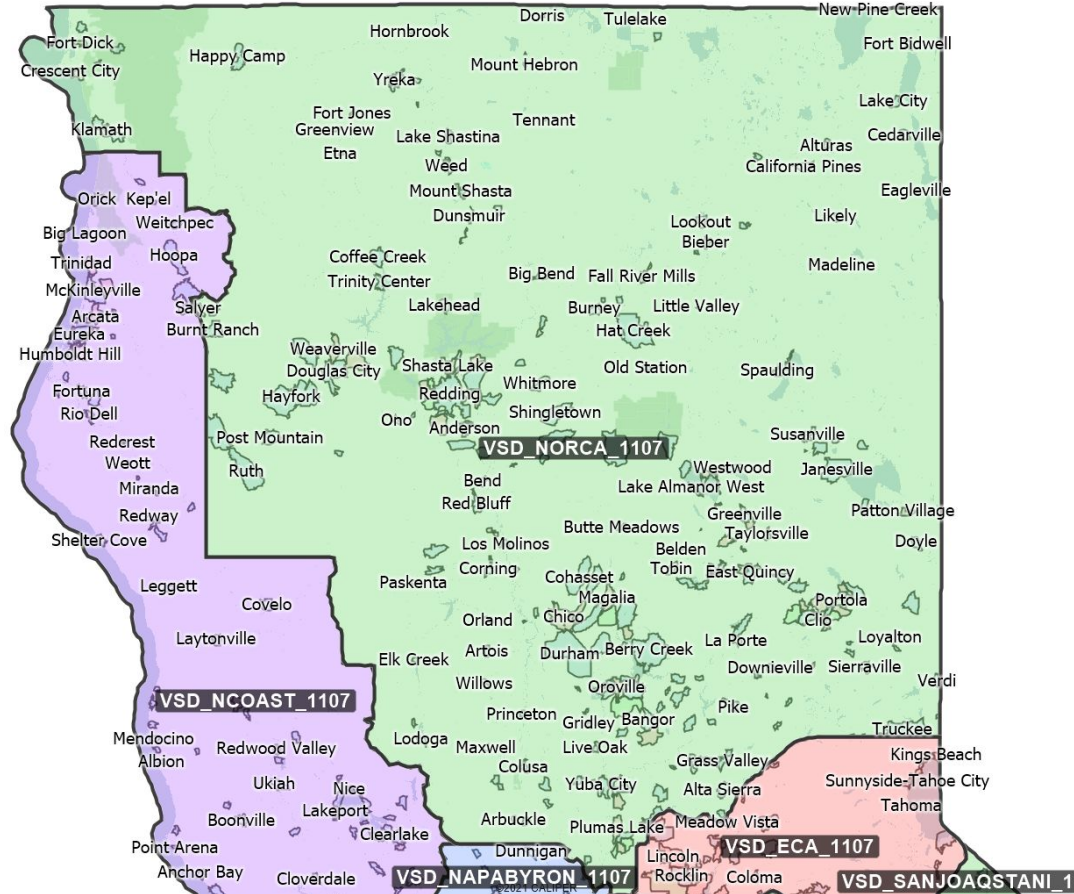 New Pine Creek
Dorris
Tulelake
Hornbrook
Fort Dick
Fort Bidwell
Happy Camp
Mount Hebron
Crescent City
Yreka
Lake City
Fort Jones
Tennant
Klamath
Greenview
Lake Shastina
Cedarville
Alturas
Etna
Weed
California Pines
Mount Shasta
Eagleville
Orick
Kep'el
Dunsmuir
Likely
Weitchpec
Lookout
Big Lagoon
Bieber
Hoopa
Coffee Creek
Trinidad
Madeline
Big Bend
Fall River Mills
Trinity Center
McKinleyville
Salyer
Lakehead
Burney
Little Valley
Arcata
Burnt Ranch
Hat Creek
Eureka
Weaverville
Humboldt Hill
Shasta Lake
Old Station
Douglas City
Spaulding
Whitmore
Fortuna
Hayfork
Redding
Rio Dell
Ono
Shingletown
Anderson
Redcrest
Post Mountain
Susanville
VSD_NORCA_1107
Weott
Ruth
Westwood
Janesville
Bend
Lake Almanor West
Miranda
Red Bluff
Redway
Greenville
Patton Village
Butte Meadows
Taylorsville
Shelter Cove
Los Molinos
Belden
Doyle
Corning
Tobin
East Quincy
Leggett
Paskenta
Cohasset
Covelo
Magalia
Portola
Orland
Chico
Clio
Laytonville
La Porte
Loyalton
Artois
Durham
Berry Creek
Elk Creek
Downieville
Sierraville
Willows
Oroville
Verdi
VSD_NCOAST_1107
Pike
Princeton
Gridley
Bangor
Truckee
Mendocino
Lodoga
Redwood Valley
Maxwell
Live Oak
Kings Beach
Albion
Colusa
Grass Valley
Ukiah
Nice
Yuba City
Alta Sierra
Sunnyside-Tahoe City
Lakeport
Tahoma
Boonville
Arbuckle
Plumas Lake
Meadow Vista
Clearlake
Point Arena
Dunnigan
VSD_ECA_1107
Lincoln
Anchor Bay
Cloverdale
VSD_NAPABYRON_1107
Rocklin
Coloma
VSD_SANJOAQSTANI_1
©2021 CALIPER